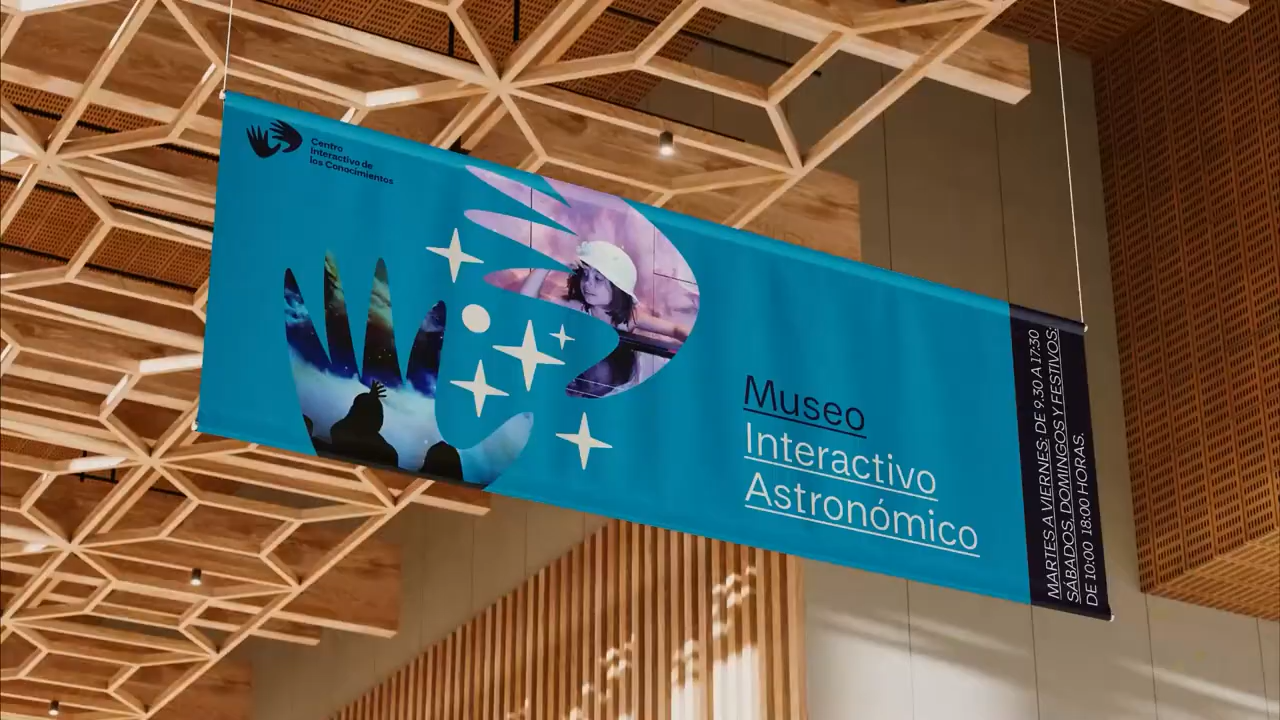 Centro
Interactivo de
los Conocimientos
Museo
Interactivo
Astronómico
MARTES A VIERNES: DE 9.30 A 17:30
SÁBADOS, DOMINGOS Y FESTIVOS:
DE 10:00 18:00 HORAS.